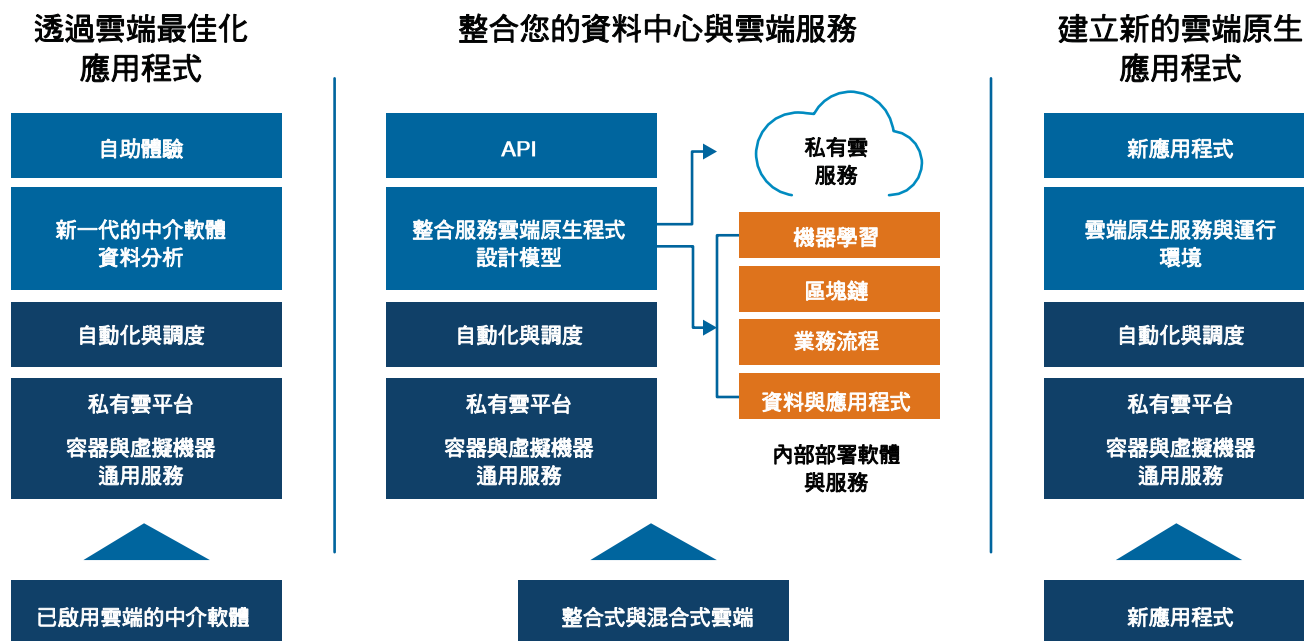 透過雲端最佳化
應用程式
自助體驗
新一代的中介軟體
資料分析
自動化與調度
私有雲平台
容器與虛擬機器
通用服務
已啟用雲端的中介軟體
整合您的資料中心與雲端服務
API
整合服務雲端原生程式
設計模型
自動化與調度
私有雲平台
容器與虛擬機器
通用服務
私有雲
服務
機器學習
區塊鏈
業務流程
資料與應用程式
內部部署軟體
與服務
整合式與混合式雲端
建立新的雲端原生
應用程式
新應用程式
雲端原生服務與運行
環境
自動化與調度
私有雲平台
容器與虛擬機器
通用服務
新應用程式